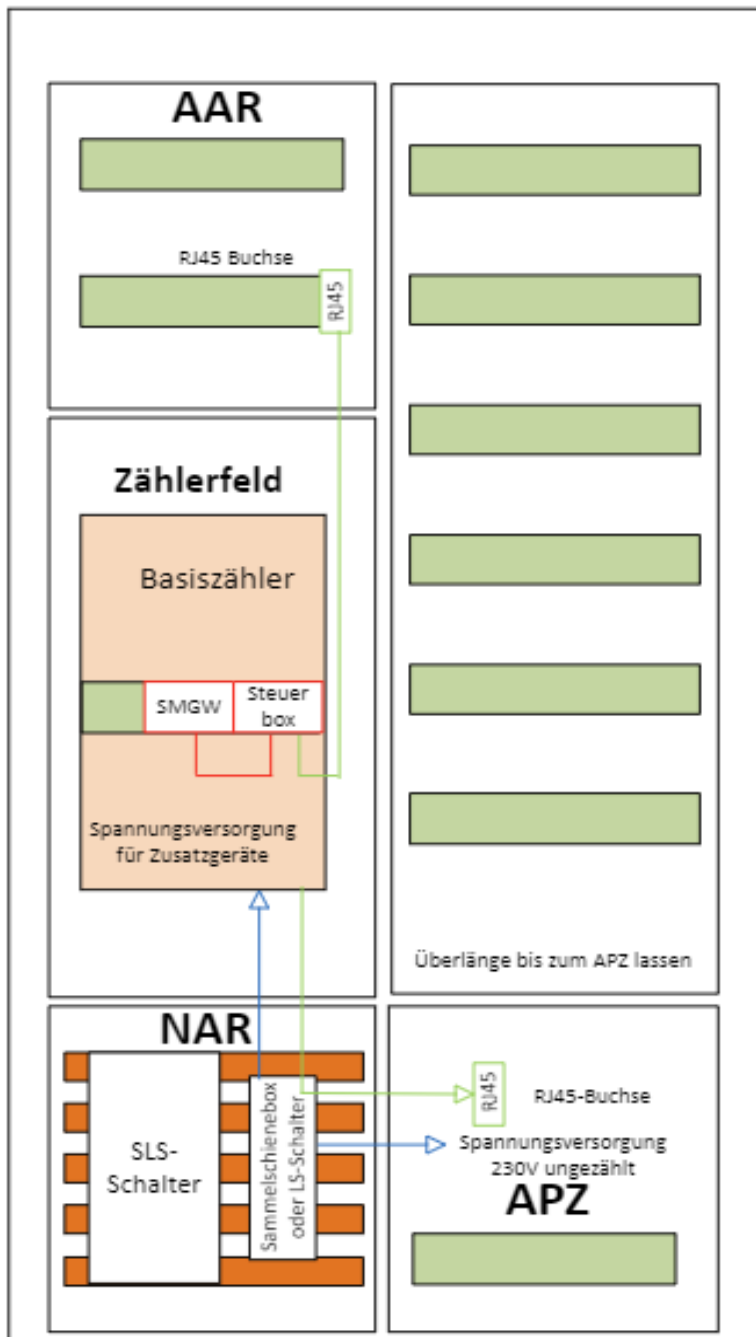 AAR
RJ45 Buchse
RJ45
Zählerfeld
Basiszähler
SMGW
Steuer
box
Spannungsversorgung
für Zusatzgeräte
Überlänge bis zum APZ lassen
NAR
SLS-
Schalter
Sammelschienebox
oder LS-Schalter
RJ45
RJ45-Buchse
Spannungsversorgung
230V ungezählt
APZ